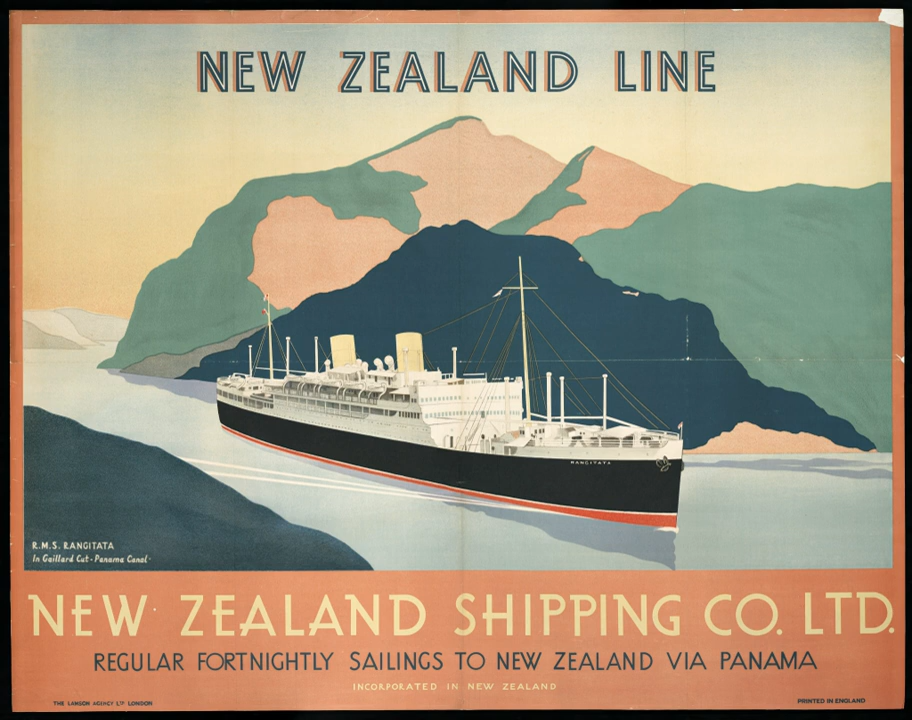 NEW ZEALAND LINE
RANGITATA
R.M.S. RANGITATA
In Gaillard Cut - Panama Canal
NEW ZEALAND SHIPPING CO. LTD.
REGULAR FORTNIGHTLY SAILINGS TO NEW ZEALAND VIA PANAMA
INCORPORATED IN NEW ZEALAND
THE LANSON AGENCY LTD LONDON
PRINTED IN ENGLAND